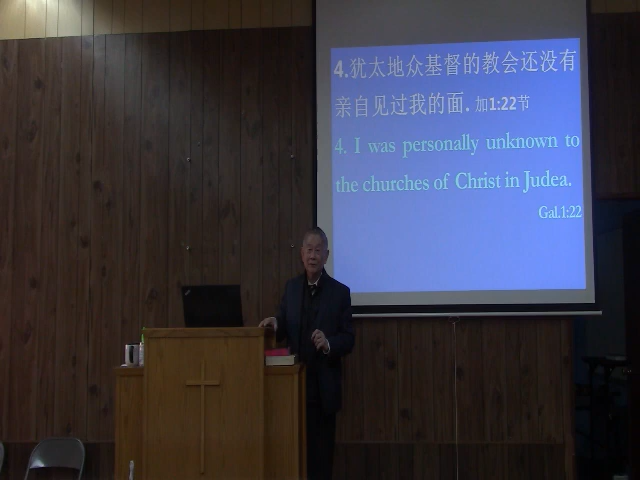 4.犹太地众基督的教会还没有
亲自见过我的面. 加1:22节
4. I was personally unknown to
the churches of Christ in Judea.
Gal.1:22